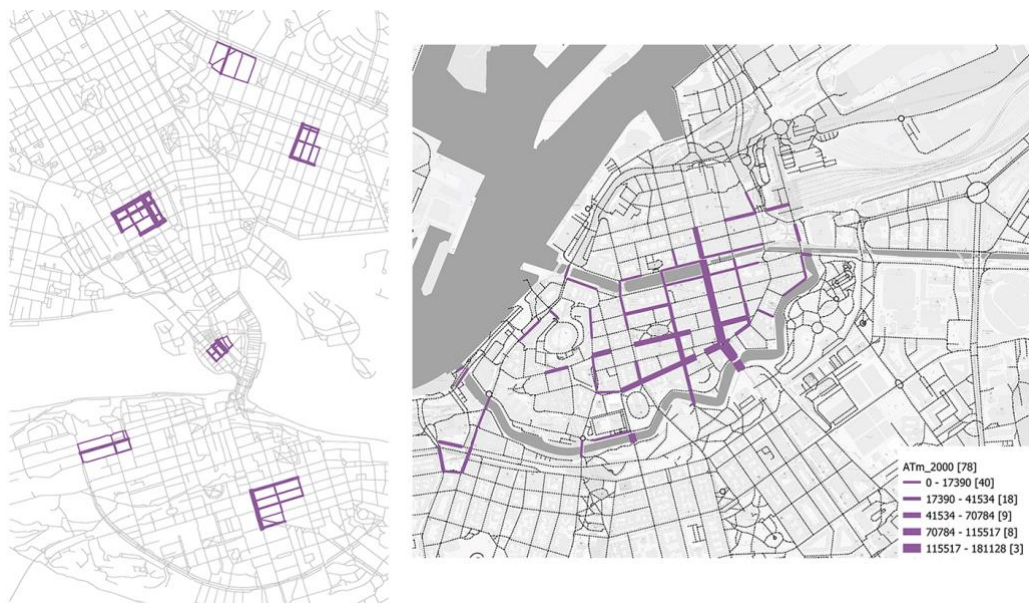 ATm_2000 [78]
0 - 17390 [40]
17390 - 41534 [18]
41534 - 70784 [9]
70784 - 115517 [8]
115517 - 181128 [3]